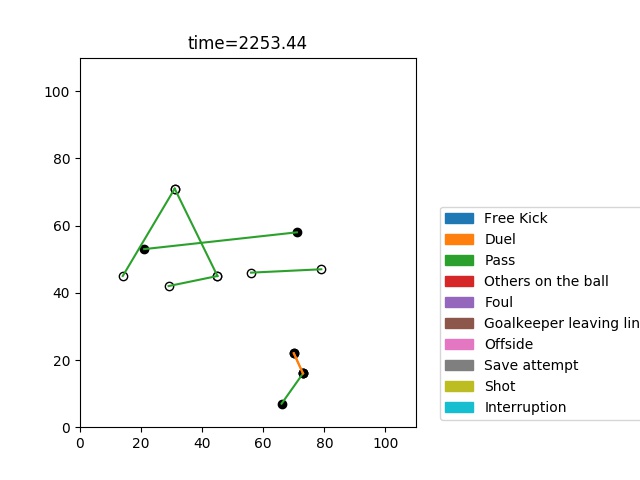 time=2253.44
100
80
60
40
20
0
0 20 40 60 80 100
Free Kick
Duel
Pass
Others on the ball
Foul
Goalkeeper leaving lin
Offside
Save attempt
Shot
Interruption